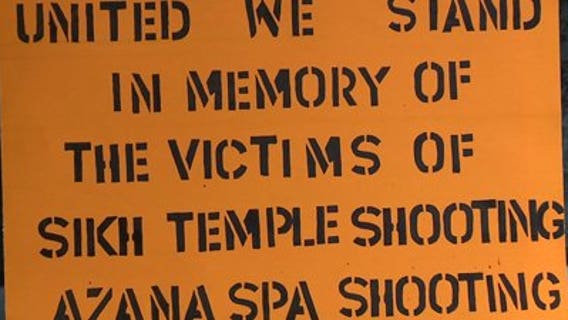 UNITED WE STAND
IN MEMORY OF
THE VICTIMS OF
SIKH TEMPLE SHOOTING
AZANA SPA SHOOTING